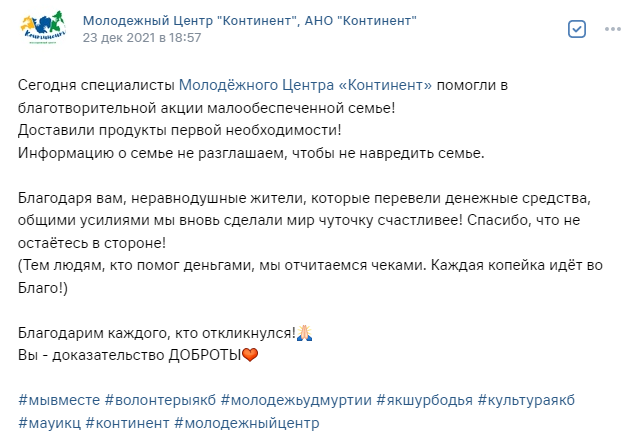 Молодежный Центр "Континент", АНО "Континент"
23 дек 2021 в 18:57
Сегодня специалисты Молодёжного Центра «Континент» помогли в
благотворительной акции малообеспеченной семье!
Доставили продукты первой необходимости!
Информацию о семье не разглашаем, чтобы не навредить семье.
Благодаря вам, неравнодушные жители, которые перевели денежные средства,
общими усилиями мы вновь сделали мир чуточку счастливее! Спасибо, что не
остаётесь в стороне!
(Тем людям, кто помог деньгами, мы отчитаемся чеками. Каждая копейка идёт во
Благо!)
Благодарим каждого, кто откликнулся!🙏🏻
Вы - доказательство ДОБРОТЫ❤
#мывместе #волонтерыякб #молодежьудмуртии #якшурбодья #культураякб
#мауикц #континент #молодежныйцентр